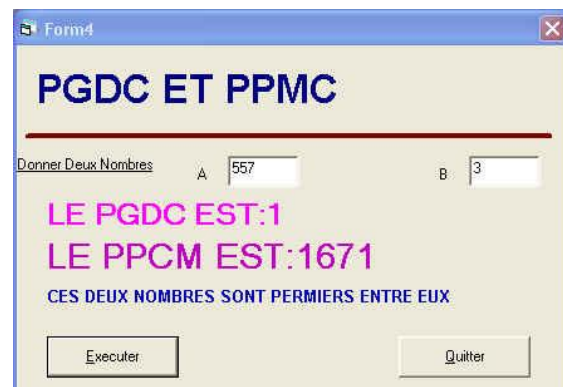 Form4
PGDC ET PPMC
Donner Deux Nombres A 557 B 3
LE PGDC EST:1
LE PPCM EST:1671
CES DEUX NOMBRES SONT PERMIERS ENTRE EUX
Executer Quitter